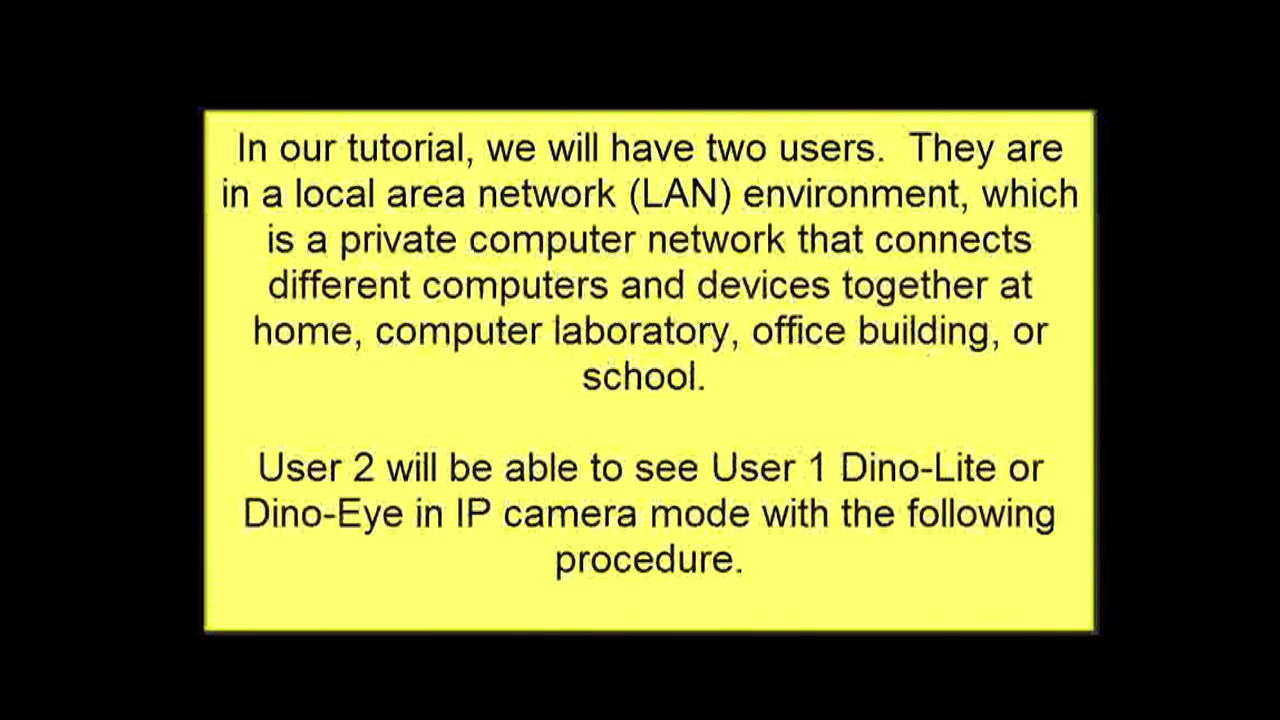 In our tutorial, we will have two users.  They are
in a local area network (LAN) environment, which
is a private computer network that connects
different computers and devices together at
home, computer laboratory, office building, or
school.
User 2 will be able to see User 1 Dino-Lite or
Dino-Eye in IP camera mode with the following
procedure.